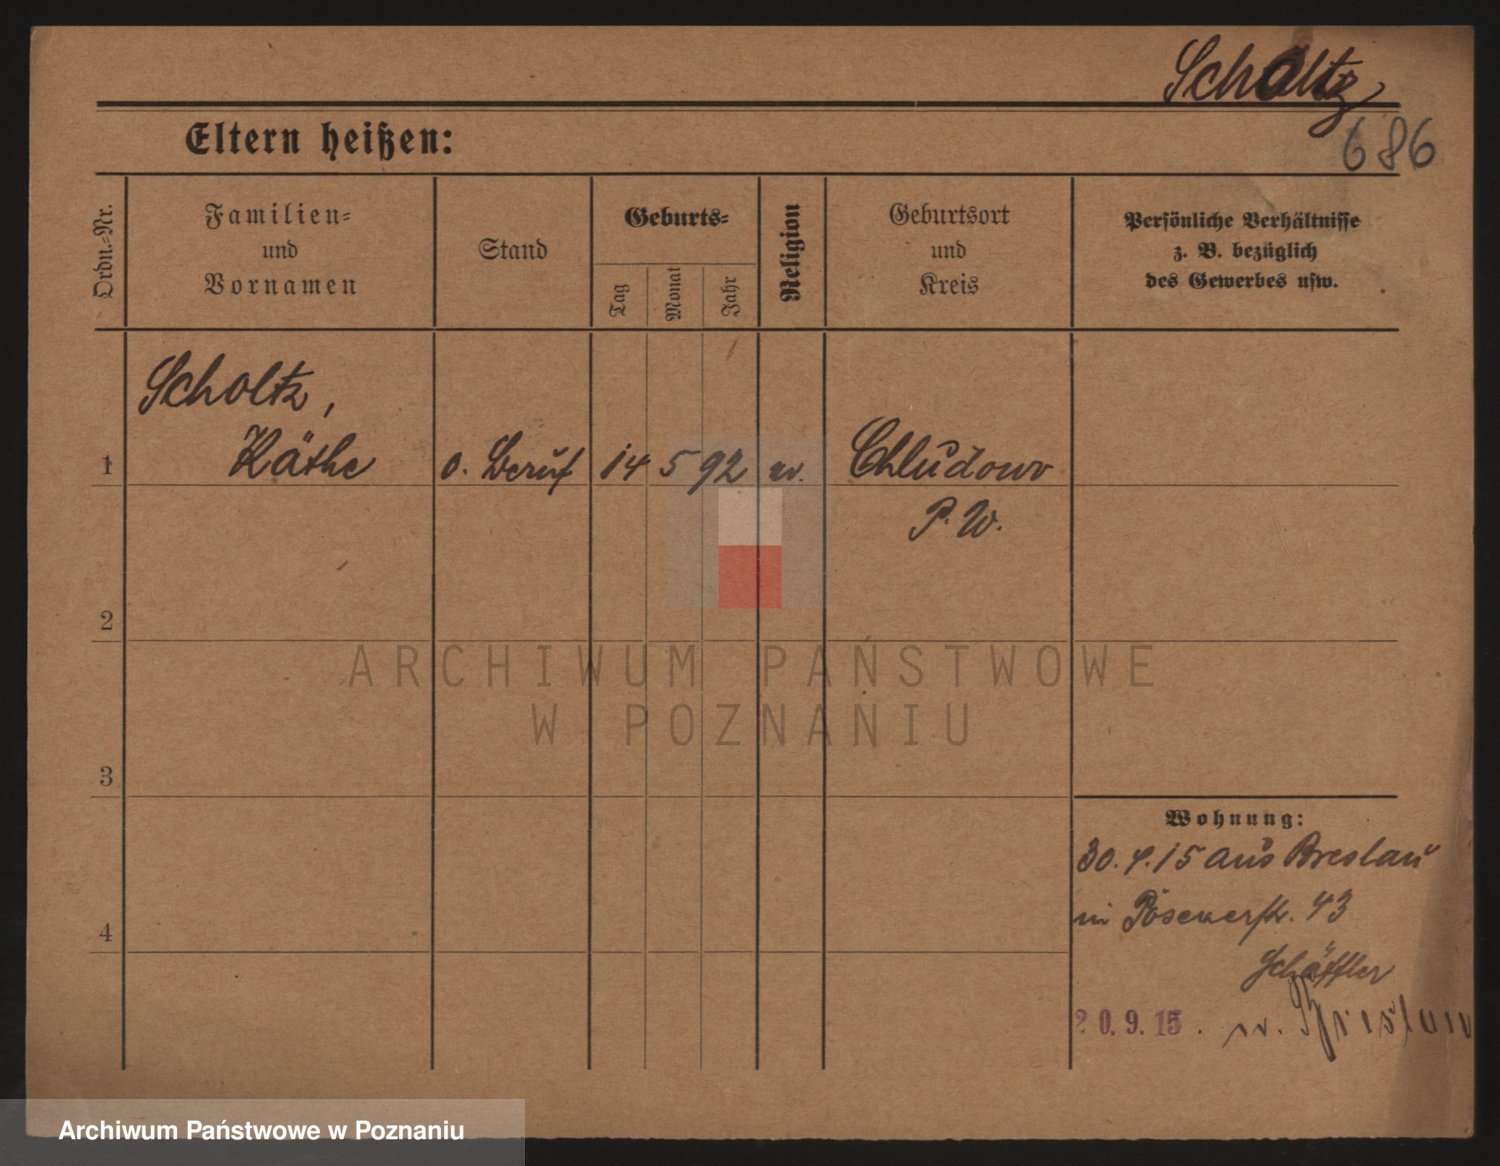 Scholtz
686
Eltern heißen:
Ordn.-Nr.
Familien-
und
Vornamen
Stand
Geburts-
Tag
Monat
Jahr
Religion
Geburtsort
und
Kreis
Persönliche Verhältnisse
z. B. bezüglich
des Gewerbes usw.
Scholtz,
1 Käthe o. Beruf 14 5 92 Chludowo
P. W.
2
ARCHIWUM PAŃSTWOWE
W POZNANIU
3
Wohnung:
30.4.15 aus Breslau
in Posenerstr. 43
4
Schäffler
20.9.15. n. Breslau
Archiwum Państwowe w Poznaniu